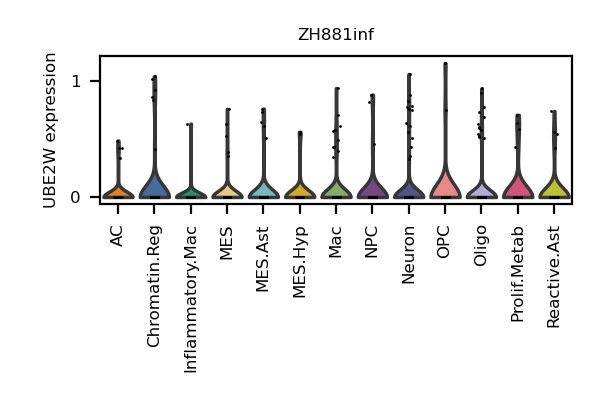 ZH881inf
UBE2W expression
1
0
AC
Chromatin.Reg
Inflammatory.Mac
MES
MES.Ast
MES.Hyp
Mac
NPC
Neuron
OPC
Oligo
Prolif.Metab
Reactive.Ast